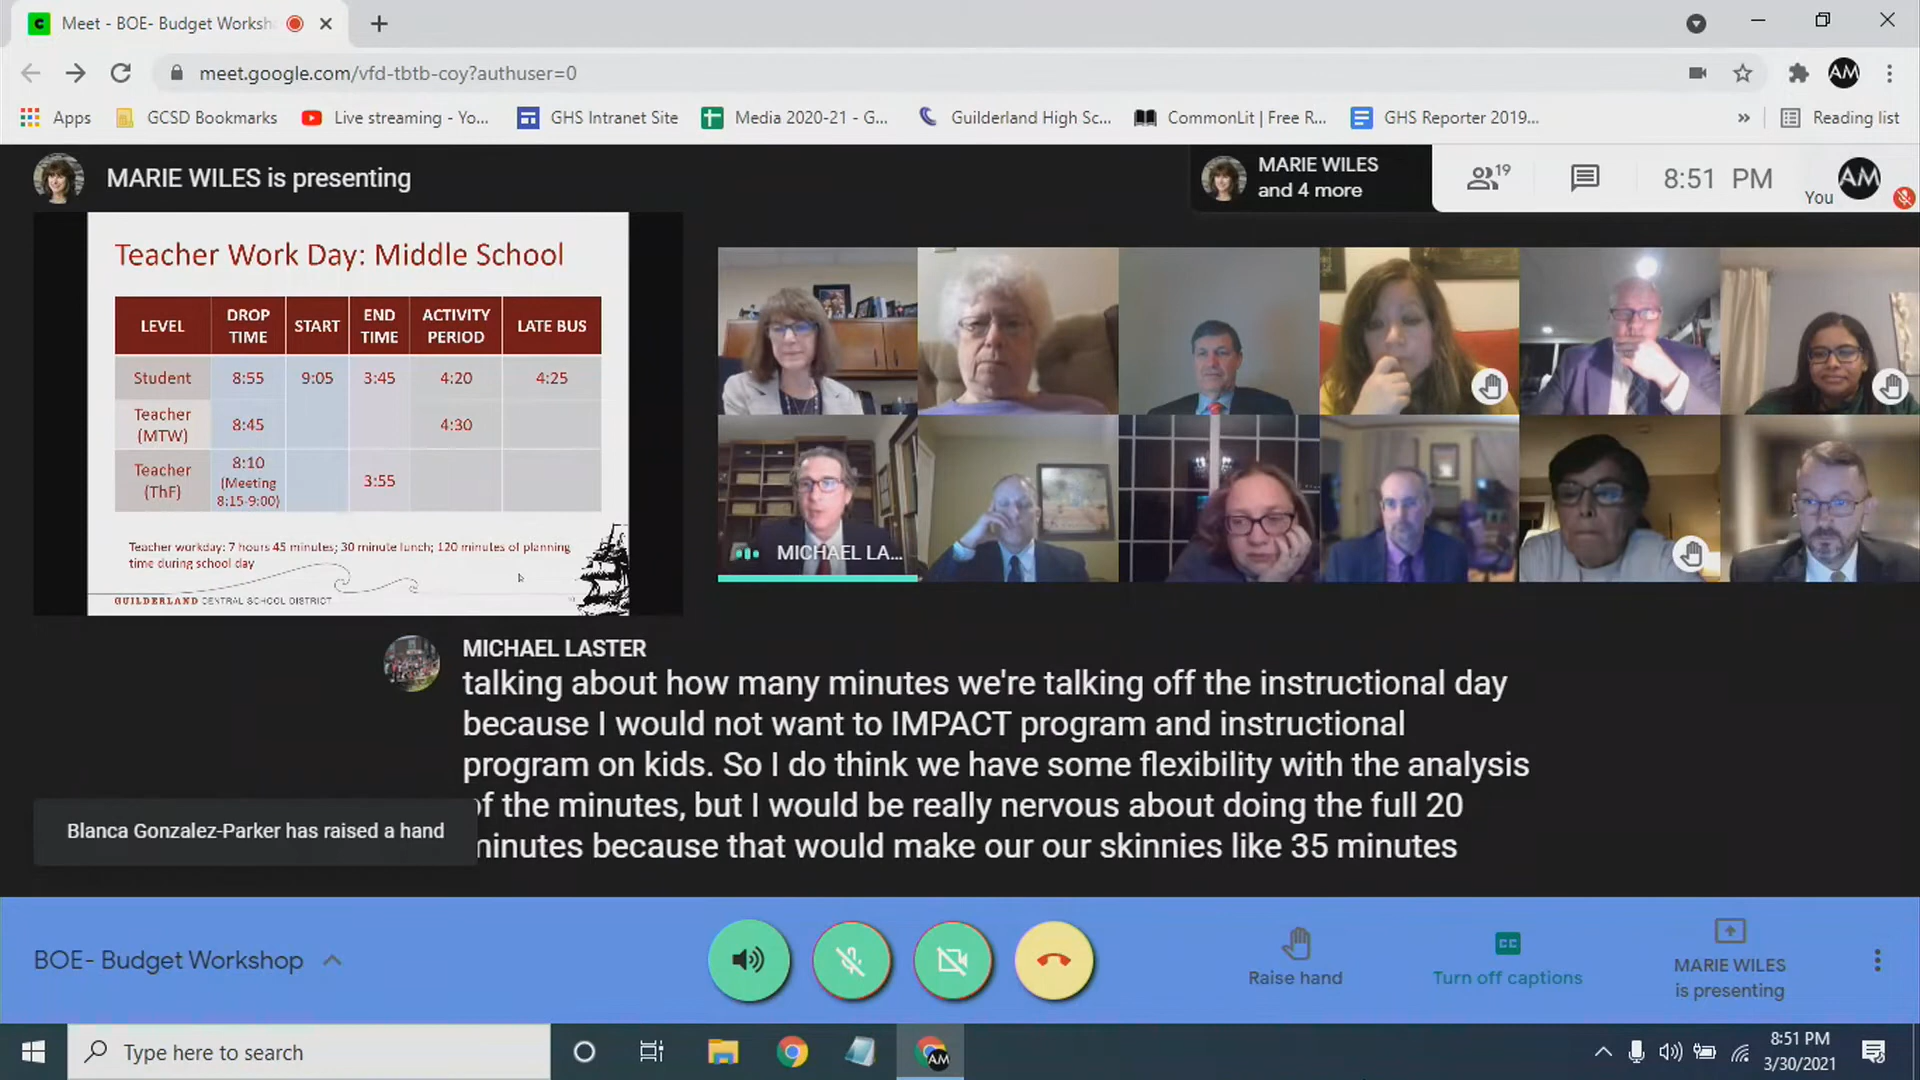 Meet - BOE- Budget Worksh
meet.google.com/vfd-tbtb-coy?authuser=0
AM
Apps
GCSD Bookmarks
Live streaming - Yo...
GHS Intranet Site
Media 2020-21 - G...
Guilderland High Sc...
CommonLit | Free R...
GHS Reporter 2019...
»
Reading list
MARIE WILES is presenting
MARIE WILES
and 4 more
19
8:51 PM
You
AM
Teacher Work Day: Middle School
LEVEL
DROP TIME
START
END TIME
ACTIVITY PERIOD
LATE BUS
Student
8:55
9:05
3:45
4:20
4:25
Teacher (MTW)
8:45
4:30
Teacher (ThF)
8:10
(Meeting
8:15-9:00)
3:55
Teacher workday: 7 hours 45 minutes; 30 minute lunch; 120 minutes of planning
time during school day
GUILDERLAND CENTRAL SCHOOL DISTRICT
MICHAEL LA...
MICHAEL LASTER
talking about how many minutes we're talking off the instructional day
because I would not want to IMPACT program and instructional
program on kids. So I do think we have some flexibility with the analysis
of the minutes, but I would be really nervous about doing the full 20
minutes because that would make our our skinnies like 35 minutes
Blanca Gonzalez-Parker has raised a hand
BOE- Budget Workshop
Raise hand
CC
Turn off captions
MARIE WILES
is presenting
Type here to search
AM
8:51 PM
3/30/2021